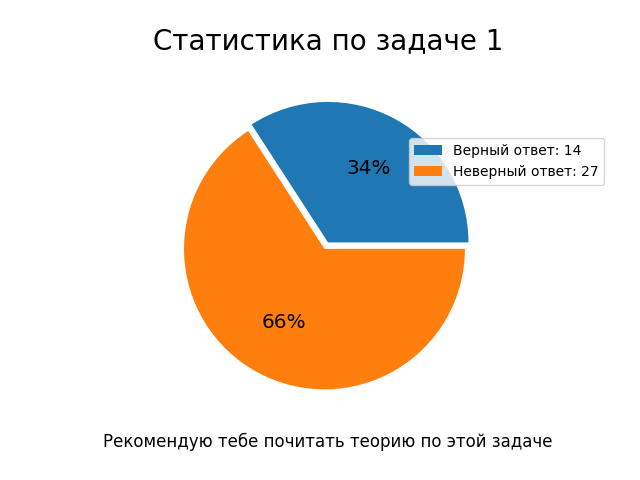 Статистика по задаче 1
34%
Верный ответ: 14
Неверный ответ: 27
66%
Рекомендую тебе почитать теорию по этой задаче